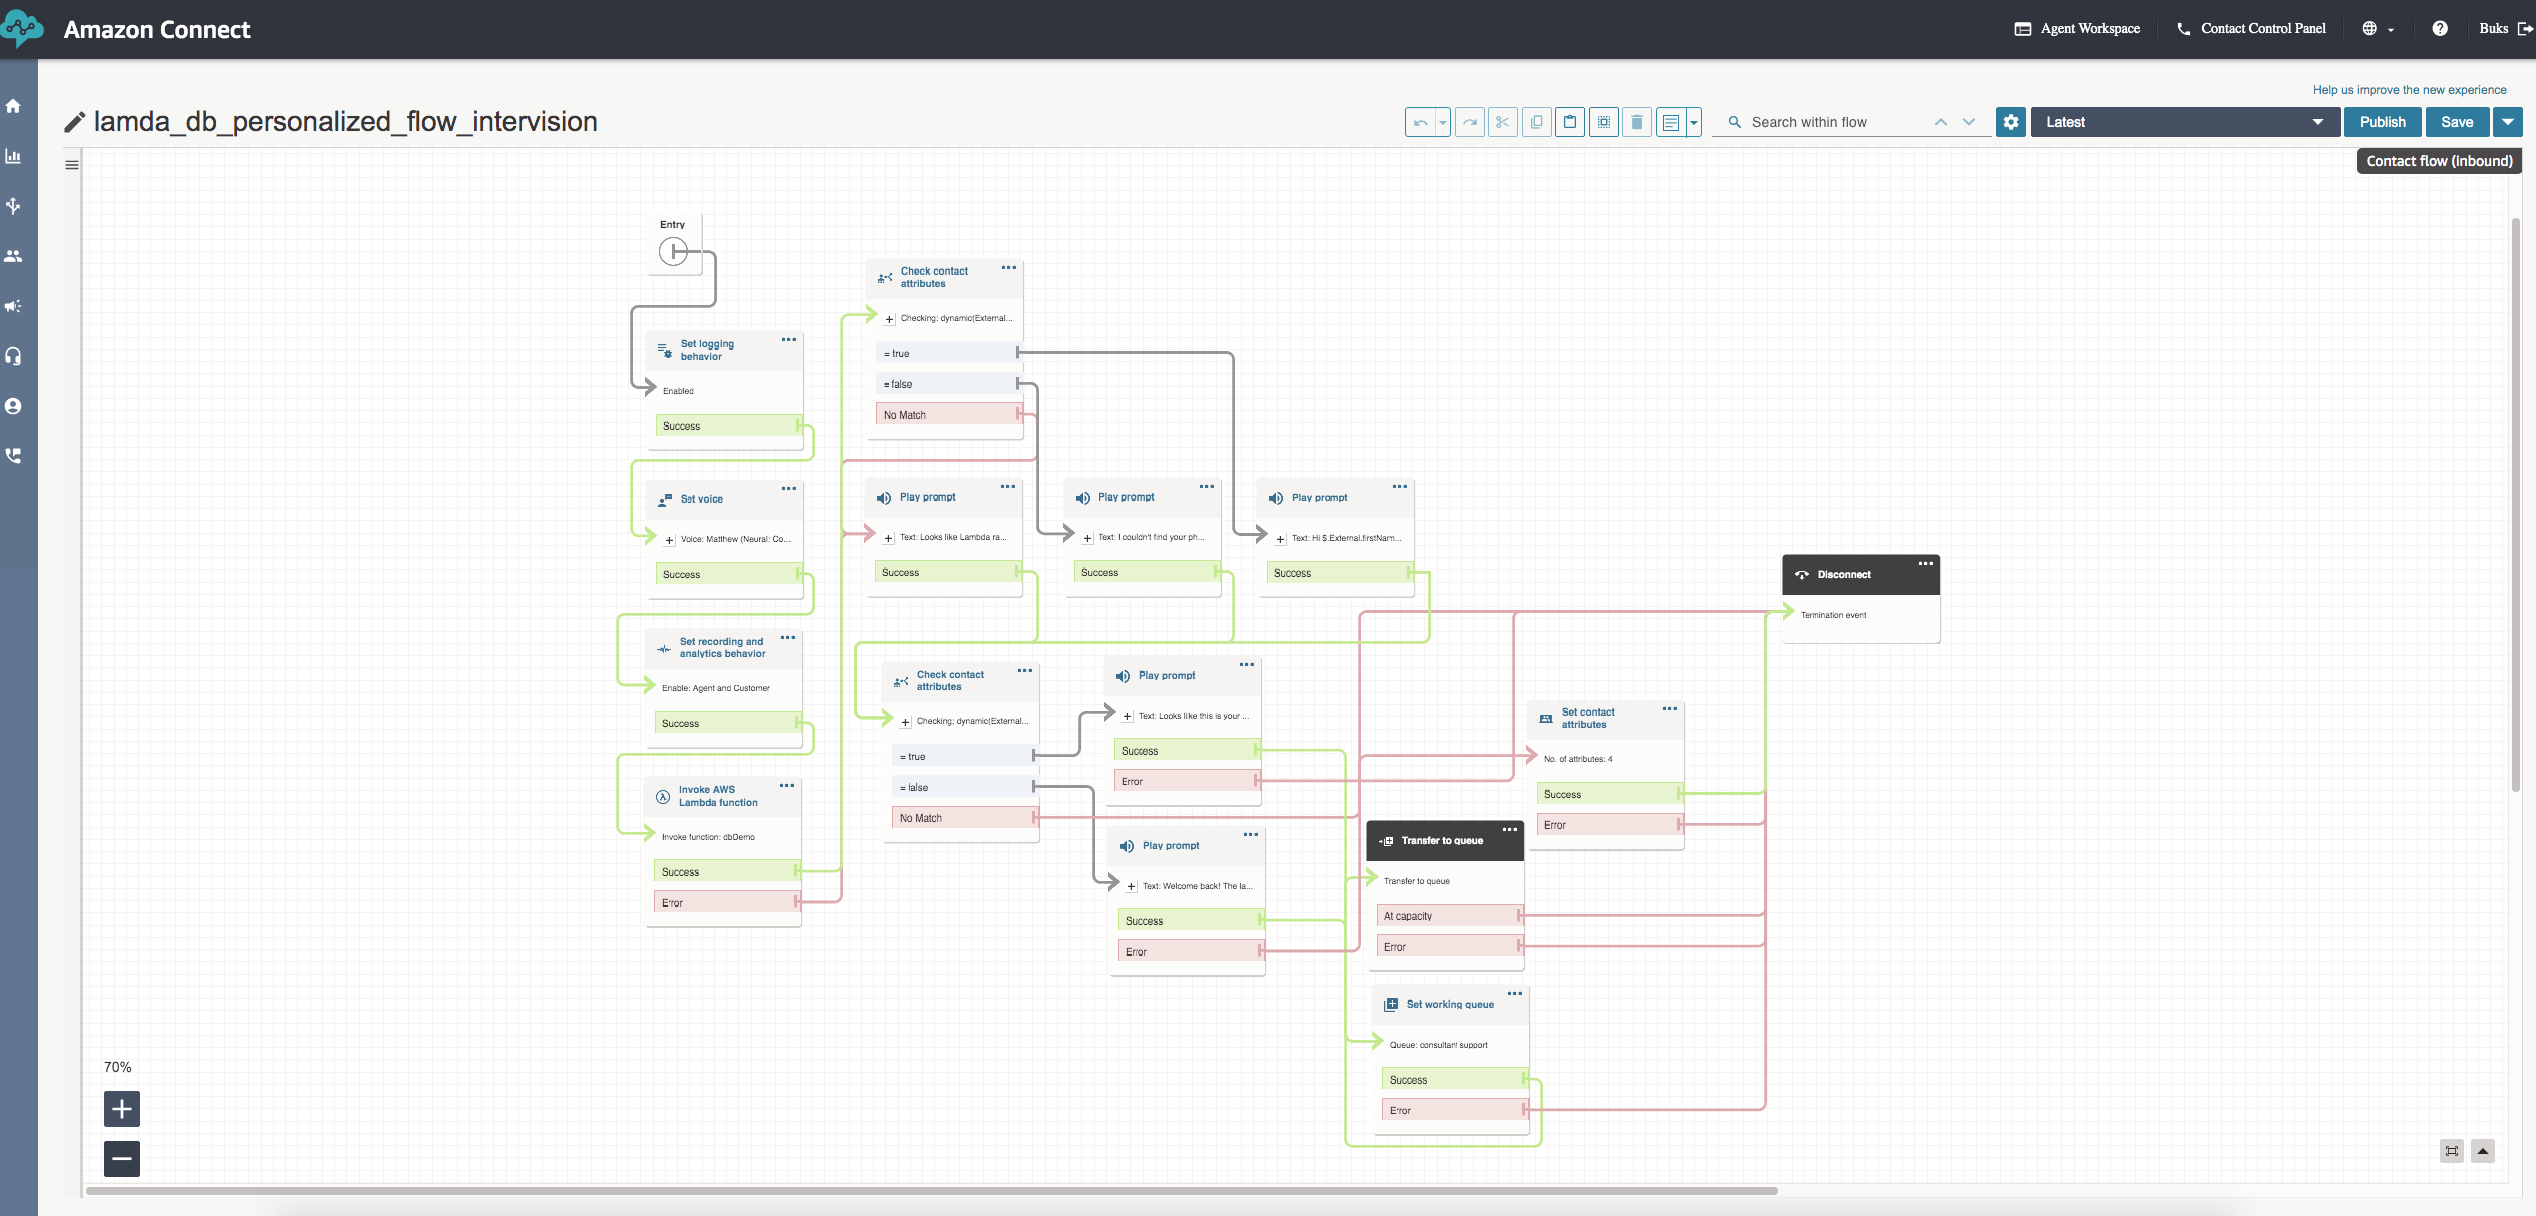 Amazon Connect
Agent Workspace
Contact Control Panel
Buks
Help us improve the new experience
lamda_db_personalized_flow_intervision
Search within flow
Latest
Publish
Save
Contact flow (inbound)
Entry
Set logging
behavior
Enabled
Success
Set voice
Voice: Matthew (Neural: Co...
Success
Set recording and
analytics behavior
Enable: Agent and Customer
Success
Invoke AWS
Lambda function
Invoke function: dbDemo
Success
Error
Check contact
attributes
Checking: dynamic(External...
= true
= false
No Match
Play prompt
Text: Looks like Lambda ra...
Success
Play prompt
Text: I couldn't find your ph...
Success
Play prompt
Text: Hi $.External.firstNam...
Success
Check contact
attributes
Checking: dynamic(External...
= true
= false
No Match
Play prompt
Text: Looks like this is your ...
Success
Error
Play prompt
Text: Welcome back! The la...
Success
Error
Disconnect
Termination event
Set contact
attributes
No. of attributes: 4
Success
Error
Transfer to queue
Transfer to queue
At capacity
Error
Set working queue
Queue: consultant support
Success
Error
70%